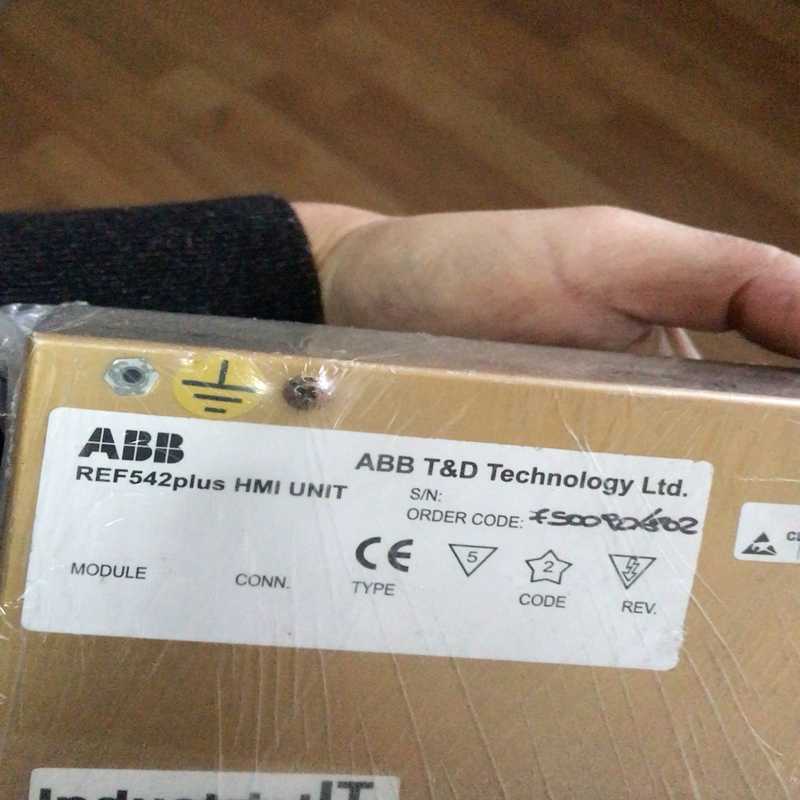 ABB
REF542plus HMI UNIT
ABB T&D Technology Ltd.
S/N:
ORDER CODE:
MODULE
CONN.
CE
TYPE
5
2
CODE
REV.